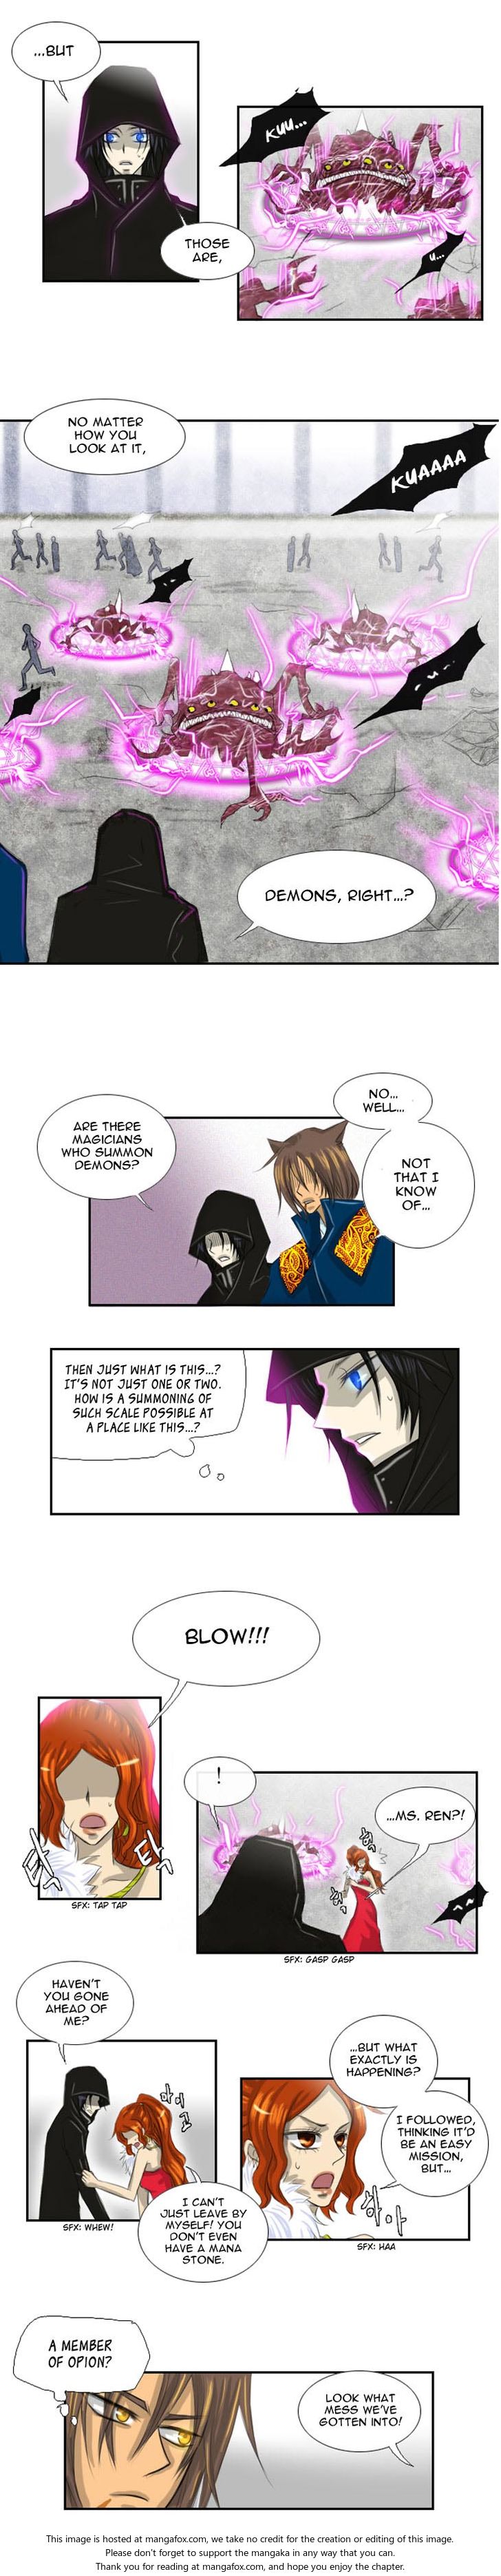 ...BUT
THOSE
ARE,
KUU...
U...
NO MATTER
HOW YOU
LOOK AT IT,
KUAAAA
DEMONS, RIGHT...?
ARE THERE
MAGICIANS
WHO SUMMON
DEMONS?
NO...
WELL...
NOT
THAT I
KNOW
OF...
THEN JUST WHAT IS THIS...?
IT'S NOT JUST ONE OR TWO.
HOW IS A SUMMONING OF
SUCH SCALE POSSIBLE AT
A PLACE LIKE THIS...?
BLOW!!!
SFX: TAP TAP
!
...MS. REN?!
SFX: GASP GASP
HAVEN'T
YOU GONE
AHEAD OF
ME?
SFX: WHEW!
I CAN'T
JUST LEAVE BY
MYSELF! YOU
DON'T EVEN
HAVE A MANA
STONE.
...BUT WHAT
EXACTLY IS
HAPPENING?
I FOLLOWED,
THINKING IT'D
BE AN EASY
MISSION,
BUT...
하아
SFX: HAA
A MEMBER
OF OPION?
LOOK WHAT
MESS WE'VE
GOTTEN INTO!
This image is hosted at mangafox.com, we take no credit for the creation or editing of this image.
Please don't forget to support the mangaka in any way that you can.
Thank you for reading at mangafox.com, and hope you enjoy the chapter.